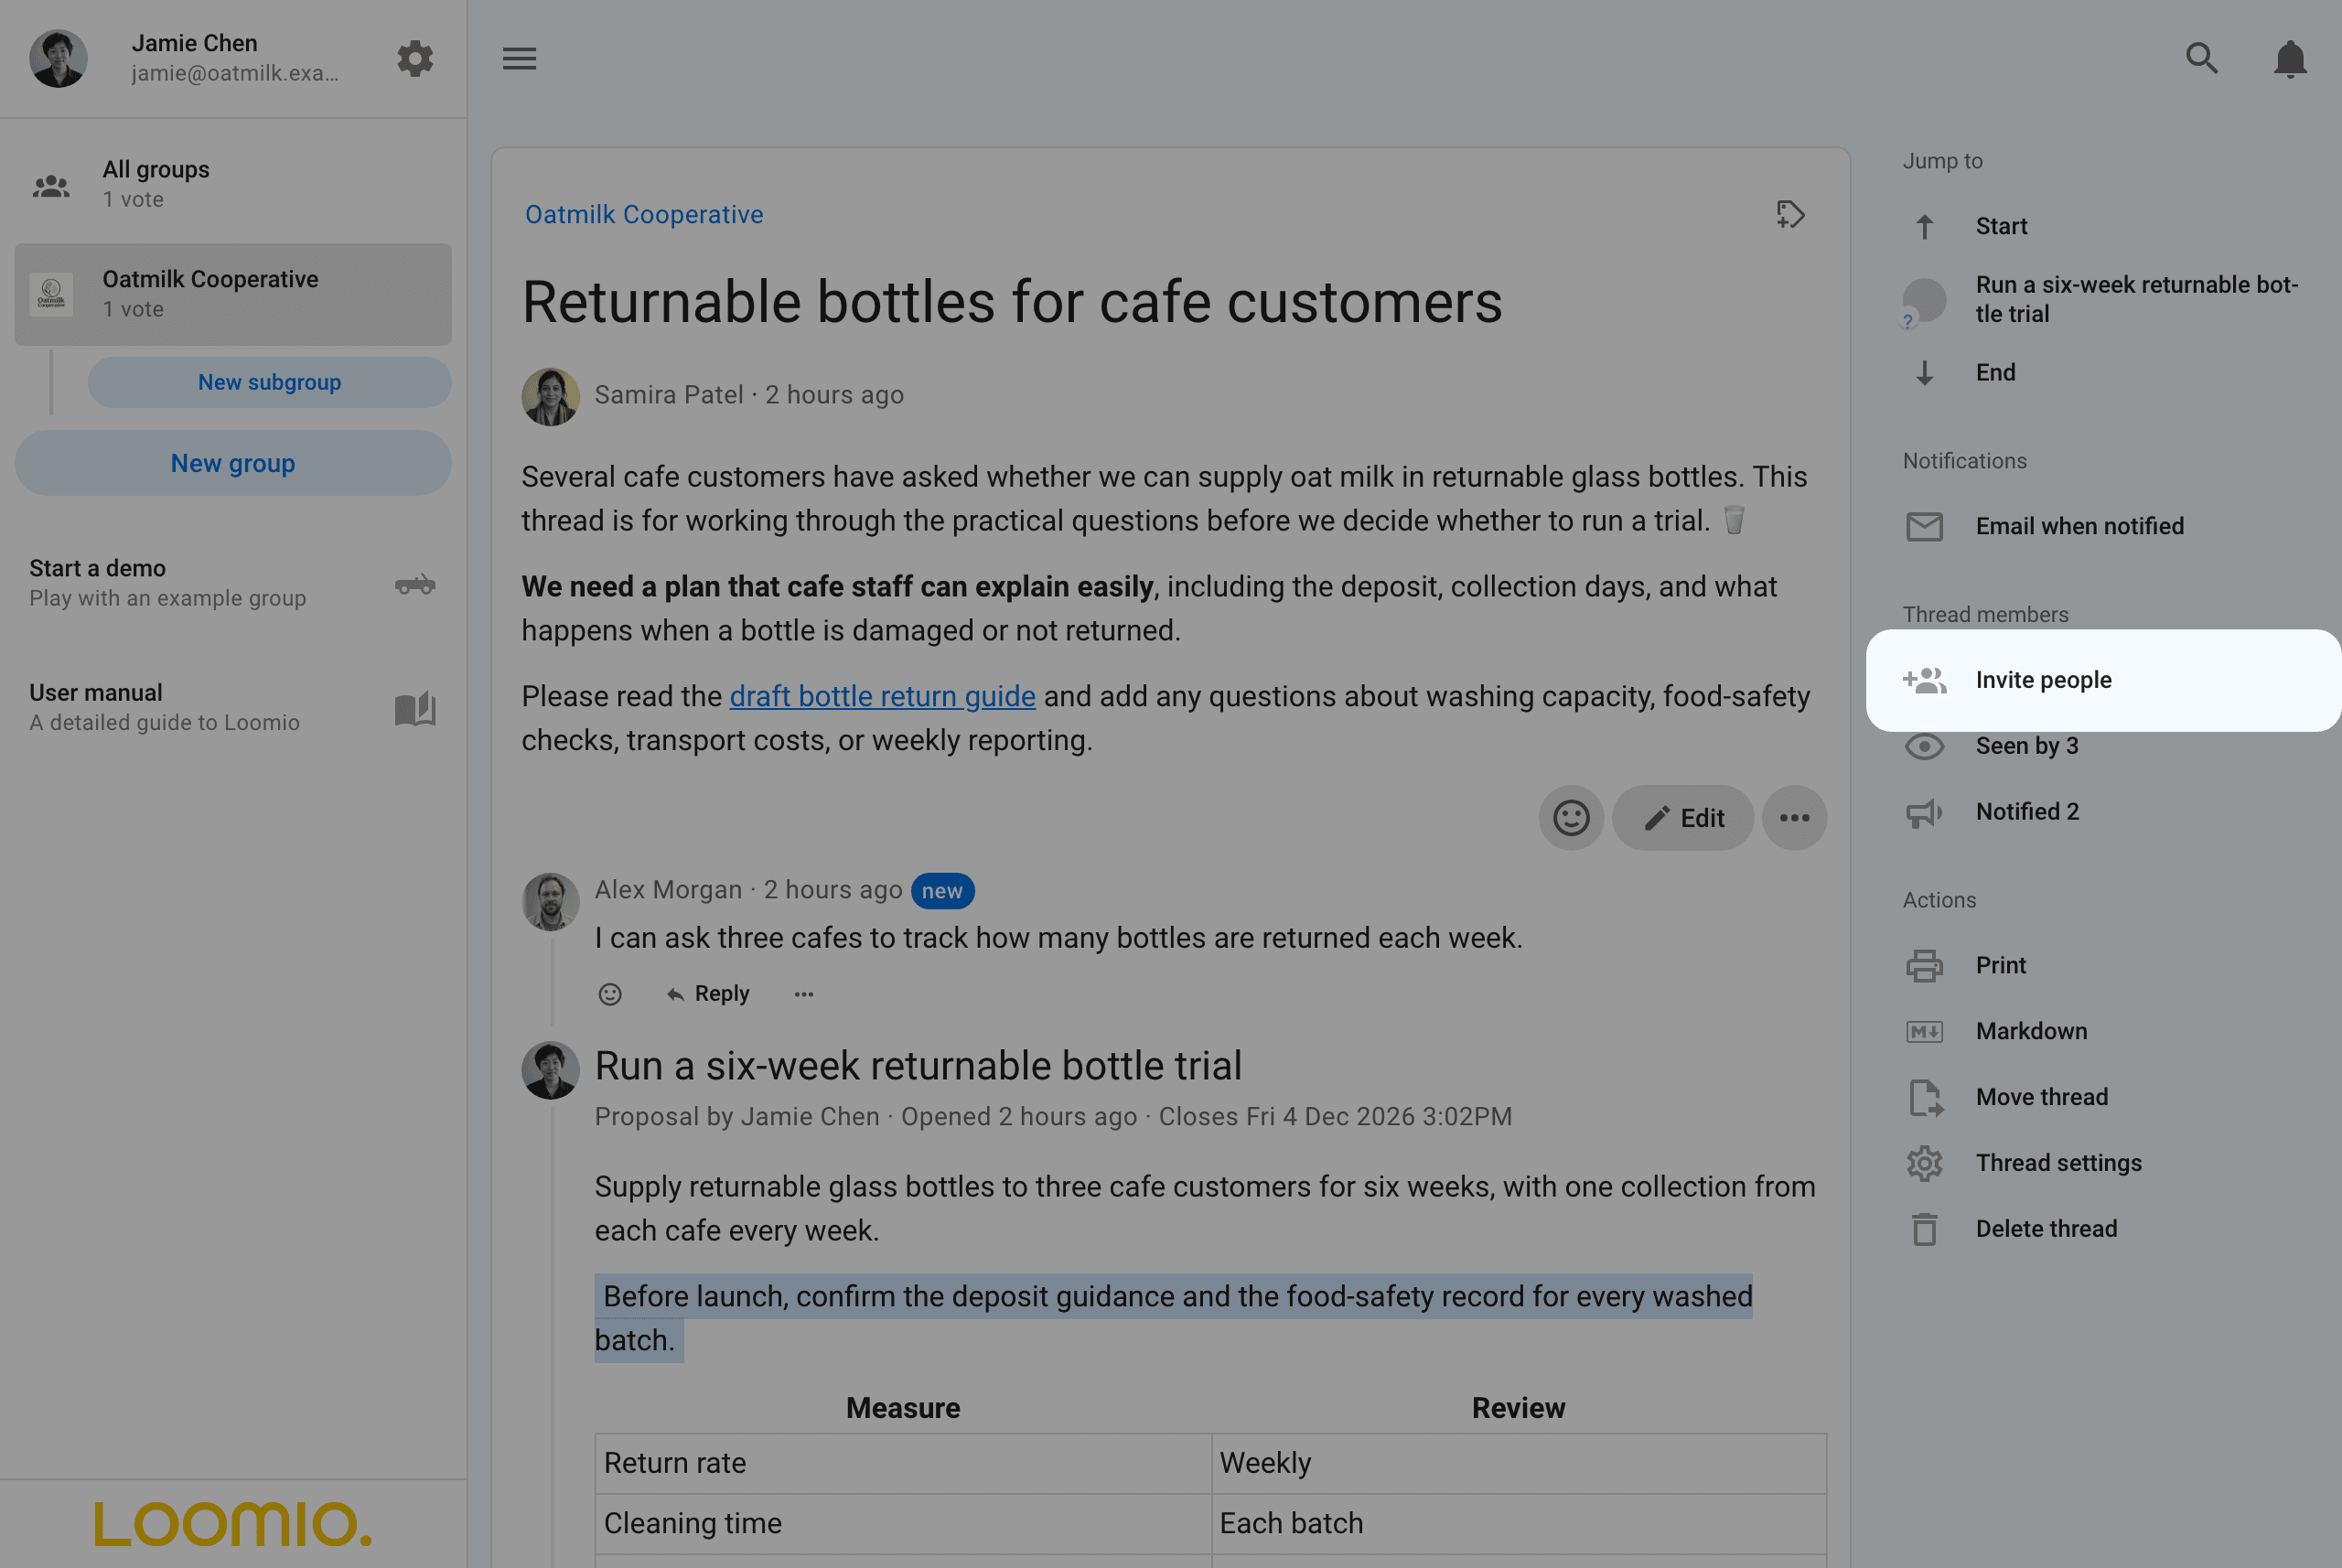 Jamie Chen
jamie@oatmilk.exa...
All groups
1 vote
Oatmilk Cooperative
Oatmilk Cooperative
1 vote
New subgroup
New group
Start a demo
Play with an example group
User manual
A detailed guide to Loomio
LOOMIO.
Oatmilk Cooperative
Returnable bottles for cafe customers
Samira Patel · 2 hours ago
Several cafe customers have asked whether we can supply oat milk in returnable glass bottles. This
thread is for working through the practical questions before we decide whether to run a trial. 🥛
We need a plan that cafe staff can explain easily, including the deposit, collection days, and what
happens when a bottle is damaged or not returned.
Please read the draft bottle return guide and add any questions about washing capacity, food-safety
checks, transport costs, or weekly reporting.
Edit
Alex Morgan · 2 hours ago new
I can ask three cafes to track how many bottles are returned each week.
Reply
Run a six-week returnable bottle trial
Proposal by Jamie Chen · Opened 2 hours ago · Closes Fri 4 Dec 2026 3:02PM
Supply returnable glass bottles to three cafe customers for six weeks, with one collection from
each cafe every week.
Before launch, confirm the deposit guidance and the food-safety record for every washed
batch.
Measure Review
Return rate Weekly
Cleaning time Each batch
Jump to
Start
?
Run a six-week returnable bot-
tle trial
End
Notifications
Email when notified
Thread members
Invite people
Seen by 3
Notified 2
Actions
Print
M Markdown
Move thread
Thread settings
Delete thread